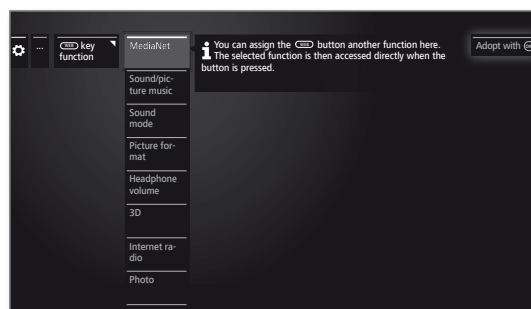 ... WEB key
function
MediaNet
You can assign the WEB button another function here.
The selected function is then accessed directly when the
button is pressed.
Adopt with
Sound/pic-
ture music
Sound
mode
Picture for-
mat
Headphone
volume
3D
Internet ra-
dio
Photo